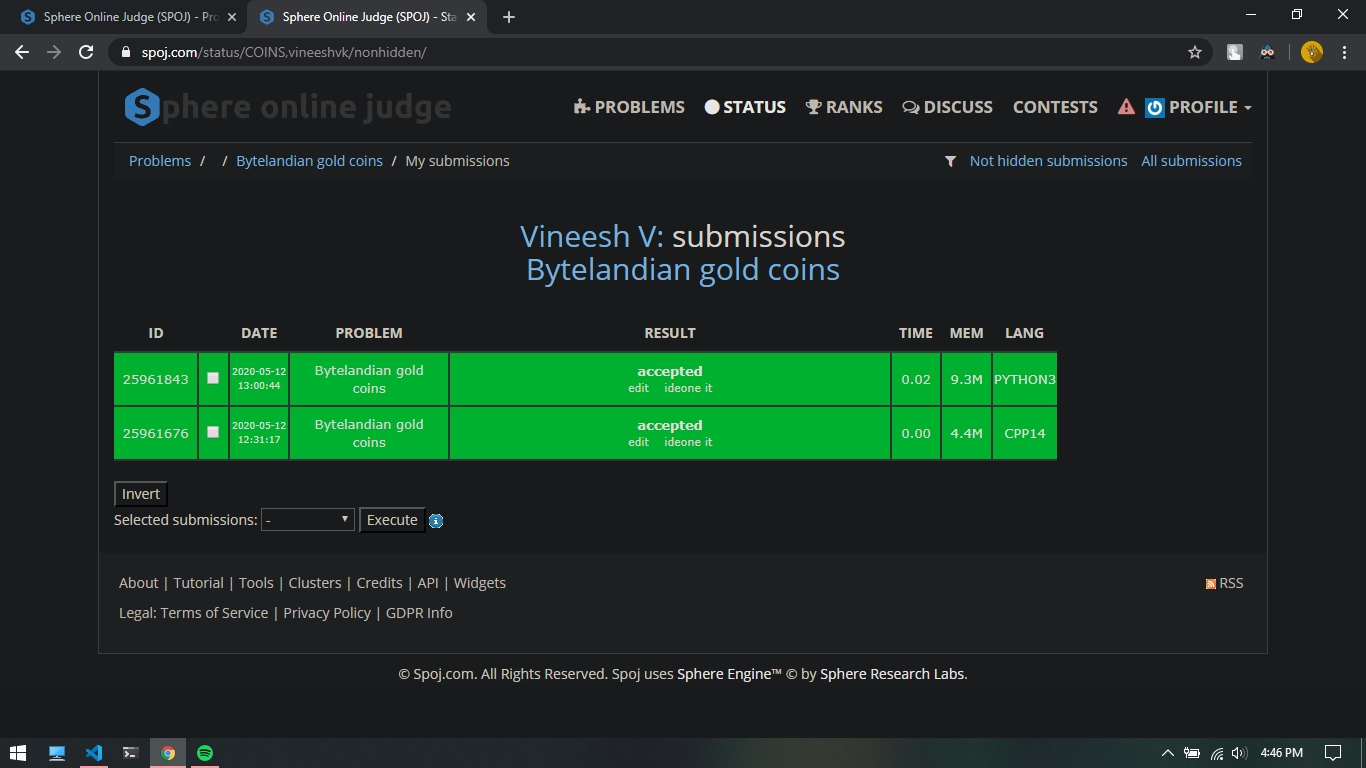 Sphere Online Judge (SPOJ) - Pro
Sphere Online Judge (SPOJ) - Sta
spoj.com/status/COINS,vineeshvk/nonhidden/
Sphere online judge
PROBLEMS STATUS RANKS DISCUSS CONTESTS PROFILE
Problems / / Bytelandian gold coins / My submissions Not hidden submissions All submissions
Vineesh V: submissions
Bytelandian gold coins
ID DATE PROBLEM RESULT TIME MEM LANG
25961843 2020-05-12 13:00:44 Bytelandian gold coins accepted edit ideone it 0.02 9.3M PYTHON3
25961676 2020-05-12 12:31:17 Bytelandian gold coins accepted edit ideone it 0.00 4.4M CPP14
Invert
Selected submissions: - Execute
About | Tutorial | Tools | Clusters | Credits | API | Widgets RSS
Legal: Terms of Service | Privacy Policy | GDPR Info
© Spoj.com. All Rights Reserved. Spoj uses Sphere Engine™ © by Sphere Research Labs.
4:46 PM